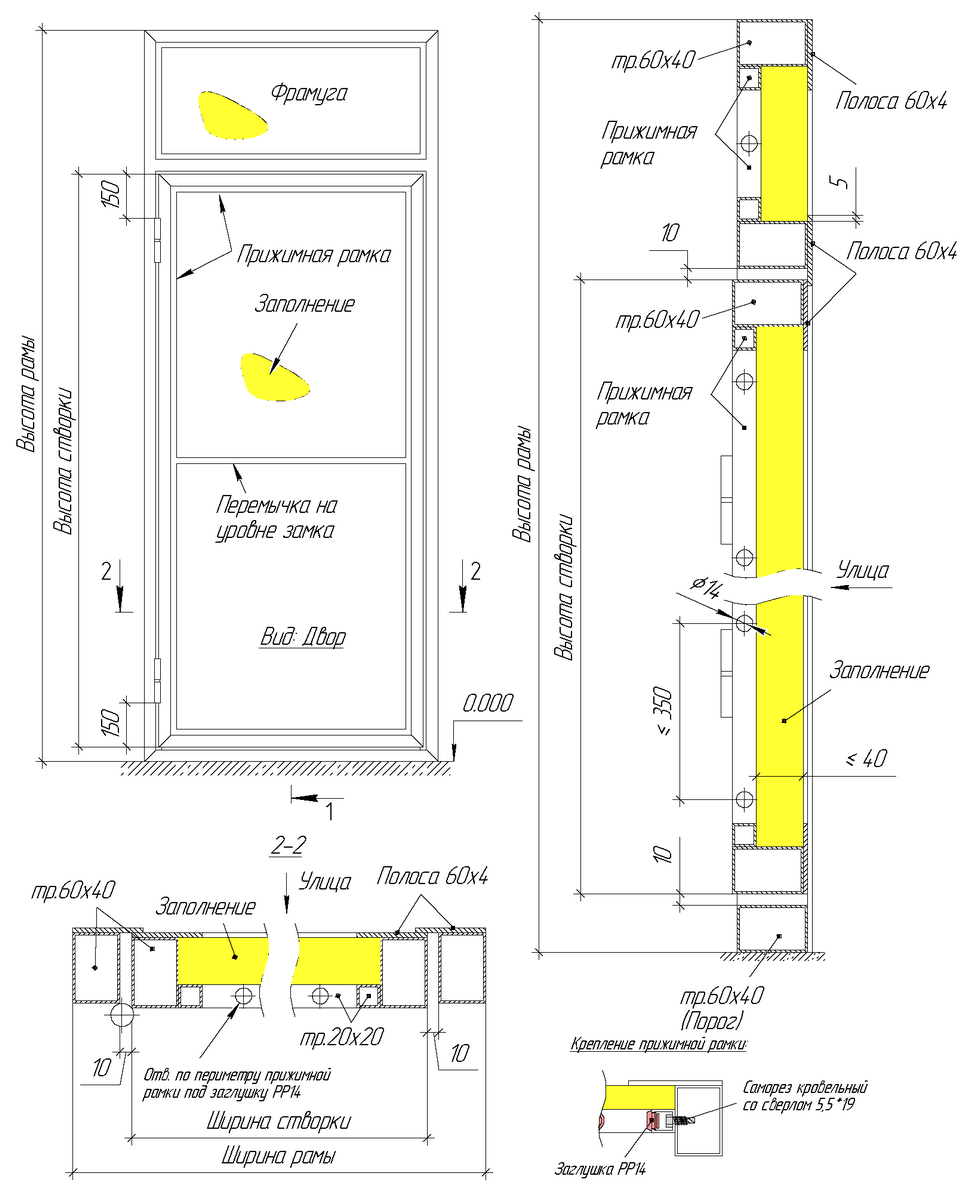 Фрамуга
150
Прижимная рамка
Заполнение
Высота рамы
Высота створки
Перемычка на
уровне замка
2
2
Вид: Двор
150
0.000
1
тр.60х40
Полоса 60х4
Прижимная
рамка
5
10
Полоса 60х4
тр.60х40
Прижимная
рамка
Высота рамы
Высота створки
Улица
⌀14
Заполнение
≤ 350
≤ 40
10
тр.60х40
(Порог)
2-2
Улица
Полоса 60х4
тр.60х40
Заполнение
тр.20х20
10
10
Отв. по периметру прижимной
рамки под заглушку РР14
Ширина створки
Ширина рамы
Крепление прижимной рамки:
Саморез кровельный
со сверлом 5,5*19
Заглушка РР14